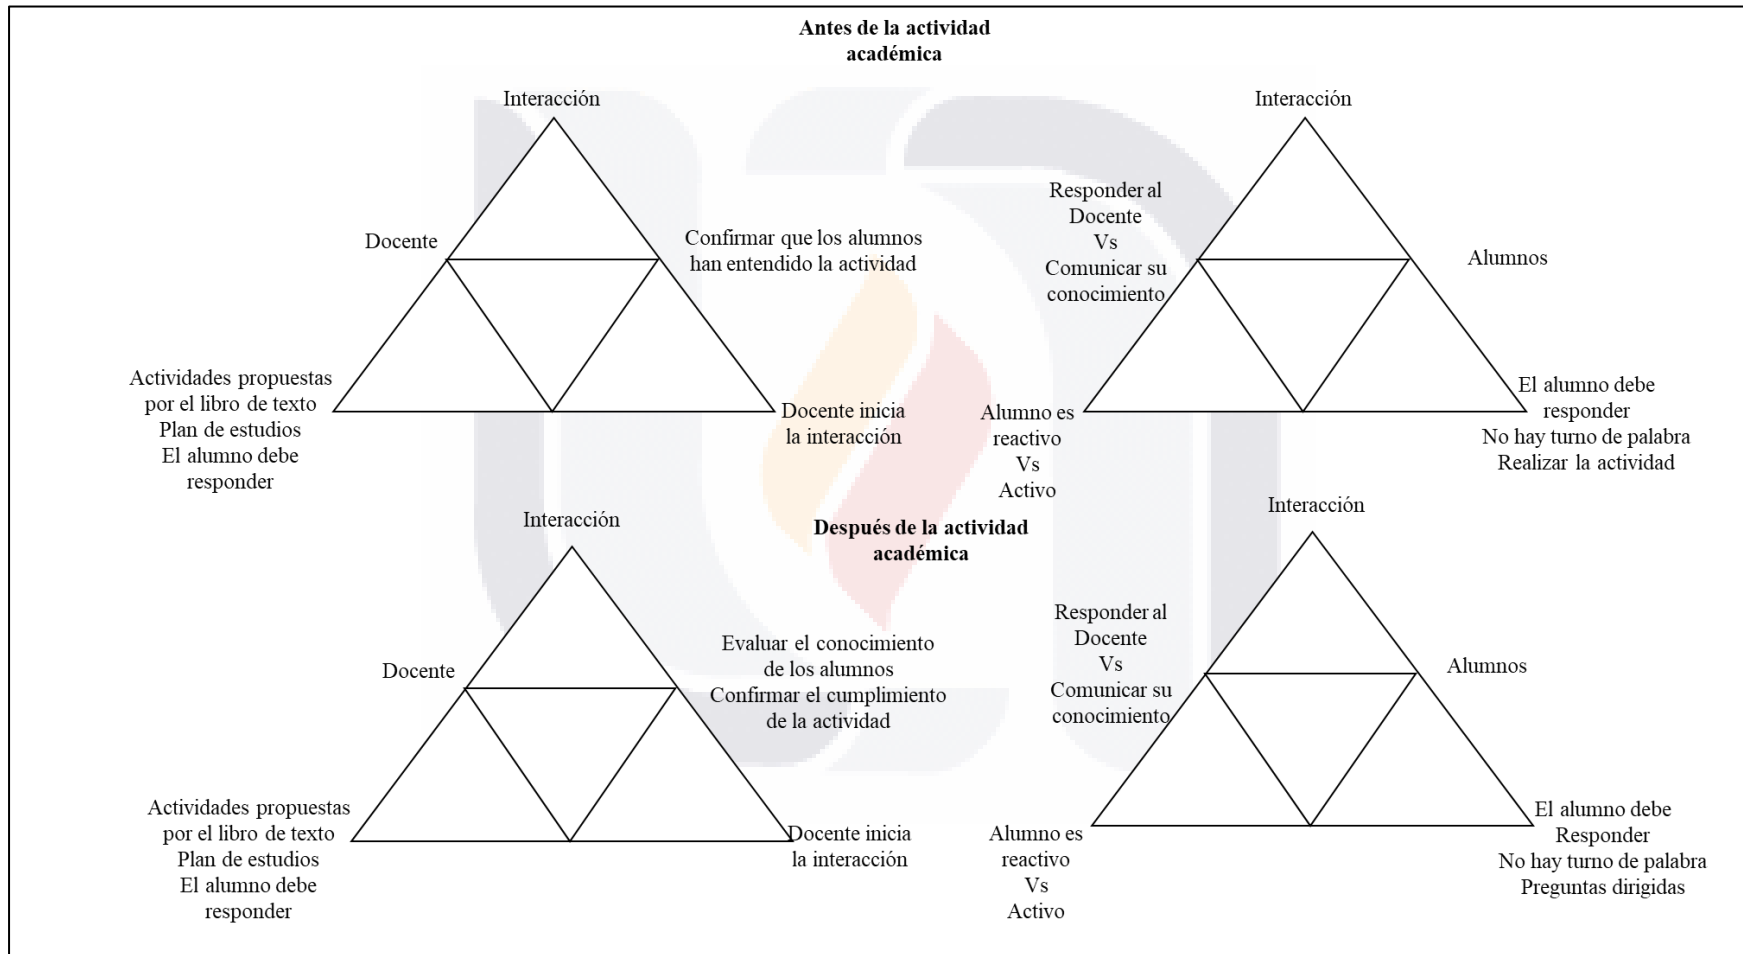 Antes de la actividad
académica
Interacción
Docente
Confirmar que los alumnos
han entendido la actividad
Actividades propuestas
por el libro de texto
Plan de estudios
El alumno debe
responder
Docente inicia
la interacción
Interacción
Responder al
Docente
Vs
Comunicar su
conocimiento
Alumnos
Alumno es
reactivo
Vs
Activo
El alumno debe
responder
No hay turno de palabra
Realizar la actividad
Después de la actividad
académica
Interacción
Docente
Evaluar el conocimiento
de los alumnos
Confirmar el cumplimiento
de la actividad
Actividades propuestas
por el libro de texto
Plan de estudios
El alumno debe
responder
Docente inicia
la interacción
Interacción
Responder al
Docente
Vs
Comunicar su
conocimiento
Alumnos
Alumno es
reactivo
Vs
Activo
El alumno debe
Responder
No hay turno de palabra
Preguntas dirigidas